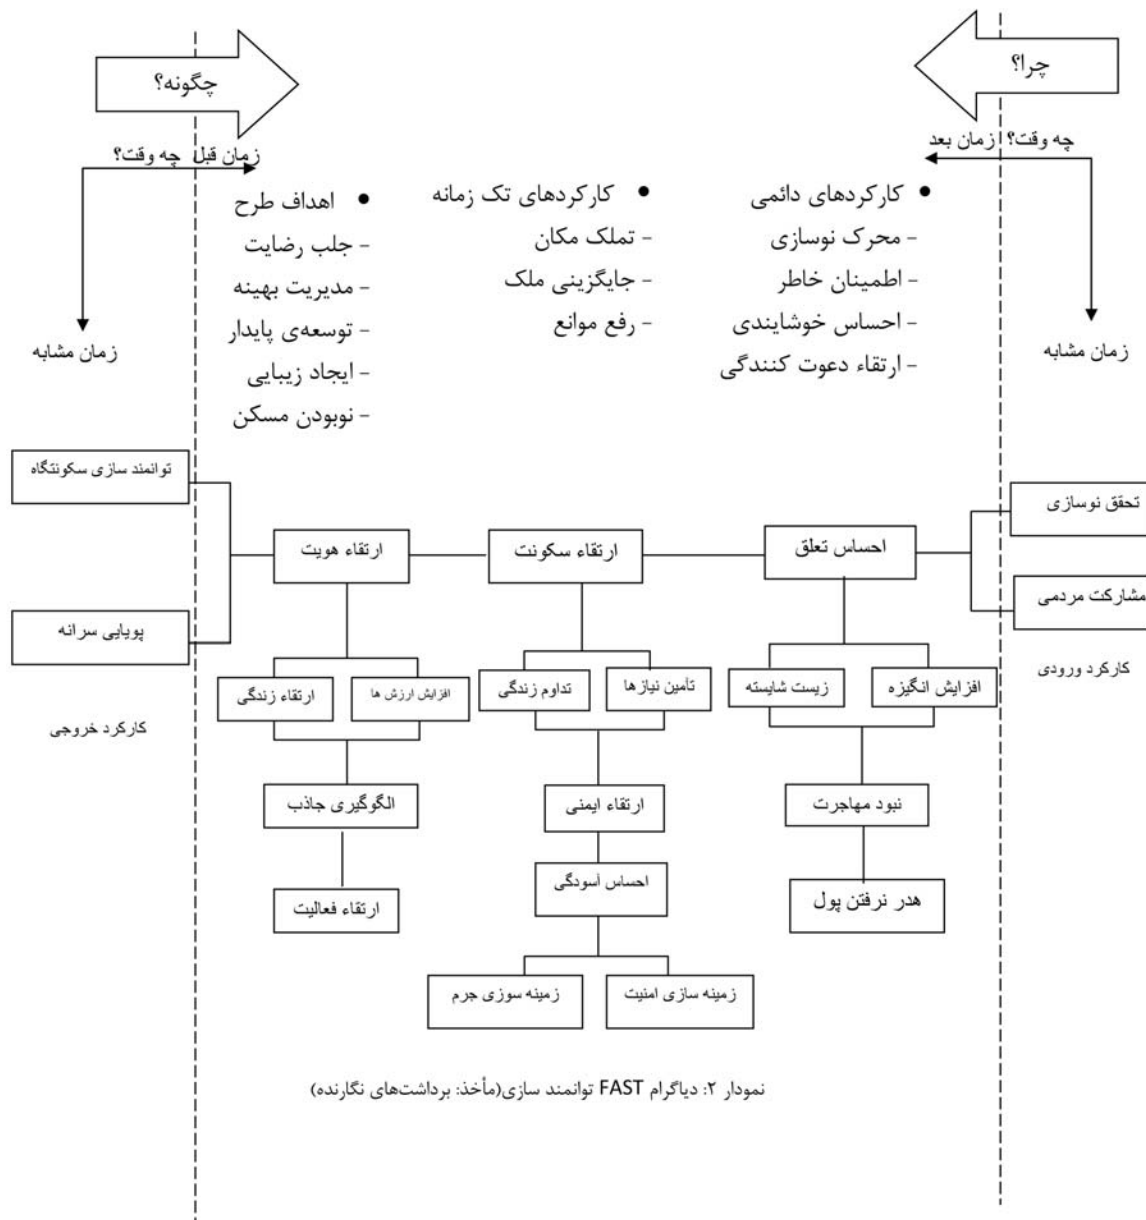 چرا؟
چگونه؟
چه وقت؟ زمان بعد
زمان قبل چه وقت؟
زمان مشابه
زمان مشابه
• کارکردهای دائمی
- محرک نوسازی
- اطمینان خاطر
- احساس خوشایندی
- ارتقاء دعوت کنندگی
• کارکردهای تک زمانه
- تملک مکان
- جایگزینی ملک
- رفع موانع
• اهداف طرح
- جلب رضایت
- مدیریت بهینه
- توسعه‌ی پایدار
- ایجاد زیبایی
- نوبودن مسکن
تحقق نوسازی
مشارکت مردمی
کارکرد ورودی
احساس تعلق
ارتقاء سکونت
ارتقاء هویت
توانمند سازی سکونتگاه
پویایی سرانه
کارکرد خروجی
افزایش انگیزه
زیست شایسته
تأمین نیازها
تداوم زندگی
افزایش ارزش ها
ارتقاء زندگی
نبود مهاجرت
ارتقاء ایمنی
الگوگیری جاذب
هدر نرفتن پول
احساس آسودگی
ارتقاء فعالیت
زمینه سازی امنیت
زمینه سوزی جرم
نمودار ۲: دیاگرام FAST توانمند سازی(مأخذ: برداشت‌های نگارنده)